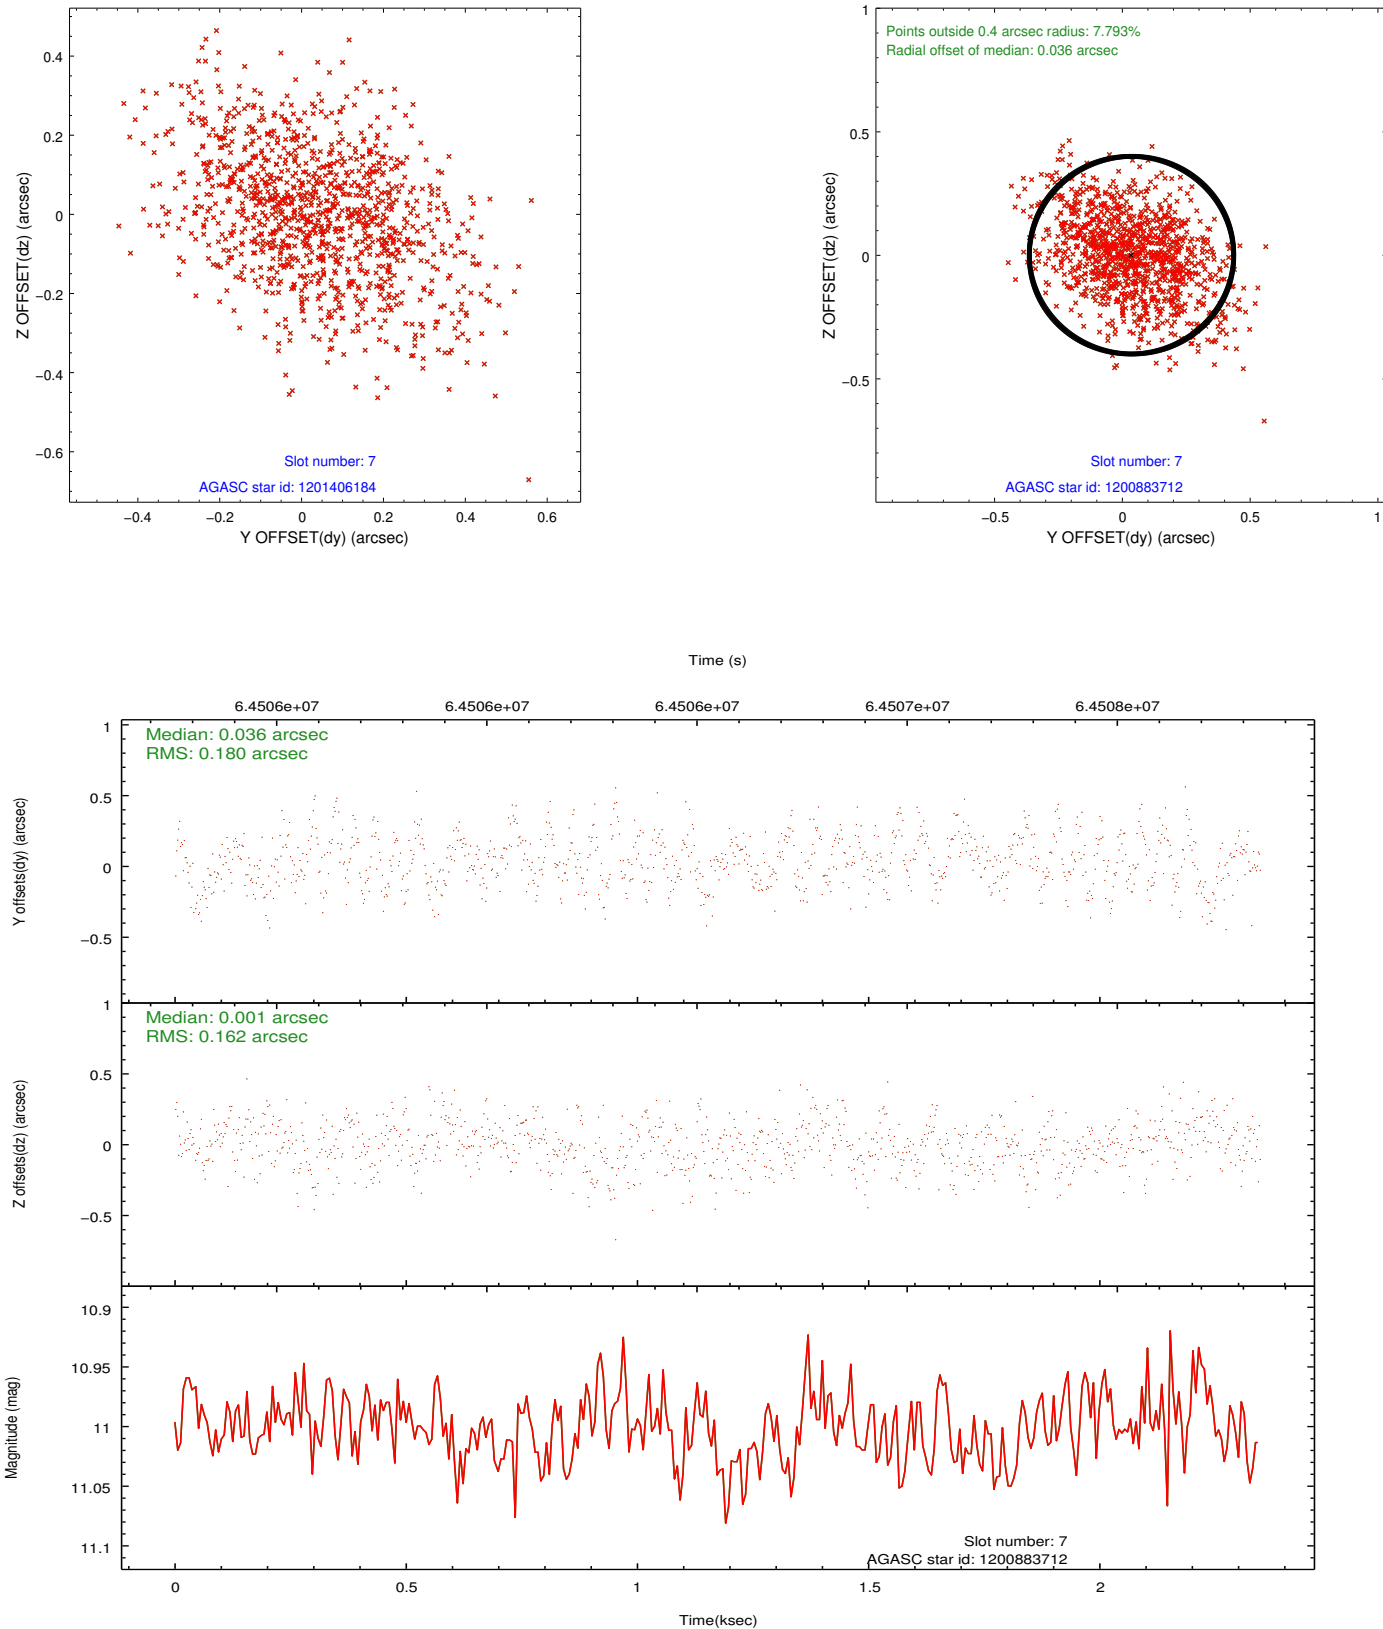 0.4
0.2
0
−0.2
−0.4
−0.6
Z OFFSET(dz) (arcsec)
Slot number: 7
AGASC star id: 1201406184
−0.4 −0.2 0 0.2 0.4 0.6
Y OFFSET(dy) (arcsec)
1
0.5
0
−0.5
Z OFFSET(dz) (arcsec)
Points outside 0.4 arcsec radius: 7.793%
Radial offset of median: 0.036 arcsec
Slot number: 7
AGASC star id: 1200883712
−0.5 0 0.5 1
Y OFFSET(dy) (arcsec)
Time (s)
6.4506e+07 6.4506e+07 6.4506e+07 6.4507e+07 6.4508e+07
1
0.5
0
−0.5
Y offsets(dy) (arcsec)
Median: 0.036 arcsec
RMS: 0.180 arcsec
1
0.5
0
−0.5
Z offsets(dz) (arcsec)
Median: 0.001 arcsec
RMS: 0.162 arcsec
10.9
10.95
11
11.05
11.1
Magnitude (mag)
Slot number: 7
AGASC star id: 1200883712
0 0.5 1 1.5 2
Time(ksec)